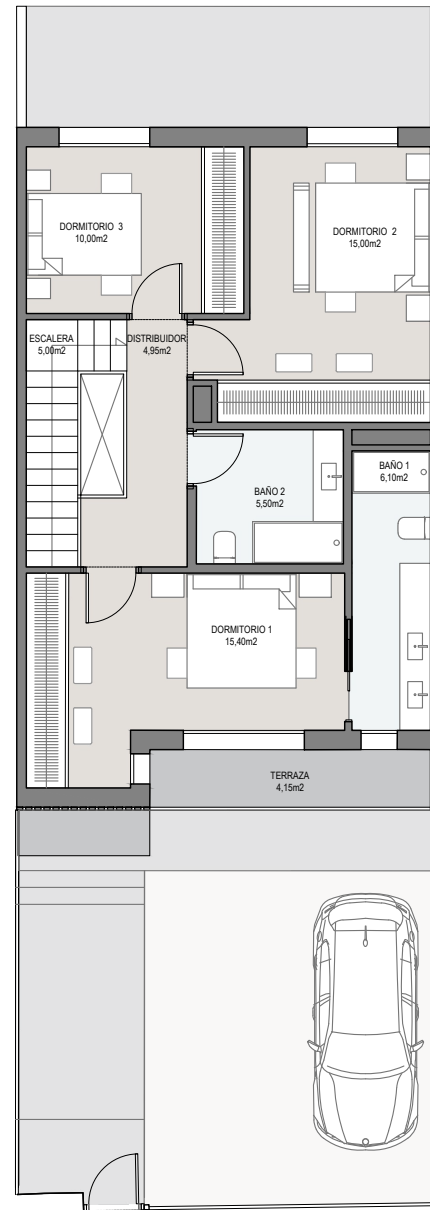 DORMITORIO 3
10,00m2
DORMITORIO 2
15,00m2
ESCALERA
5,00m2
DISTRIBUIDOR
4,95m2
BAÑO 1
6,10m2
BAÑO 2
5,50m2
DORMITORIO 1
15,40m2
TERRAZA
4,15m2